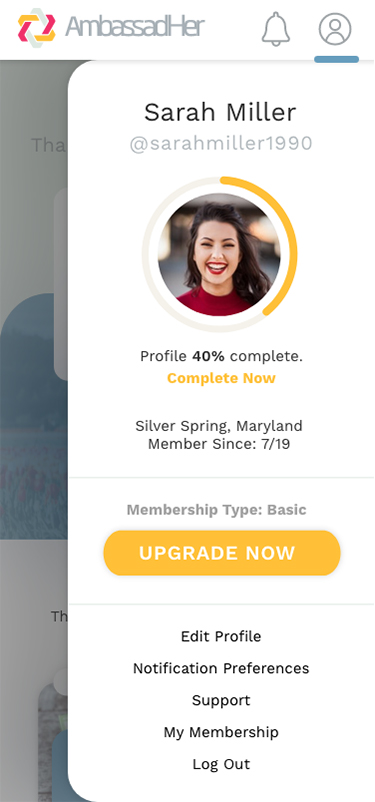 AmbassadHer
Tha
Sarah Miller
@sarahmiller1990
Profile 40% complete.
Complete Now
Silver Spring, Maryland
Member Since: 7/19
Membership Type: Basic
UPGRADE NOW
Th
Edit Profile
Notification Preferences
Support
My Membership
Log Out